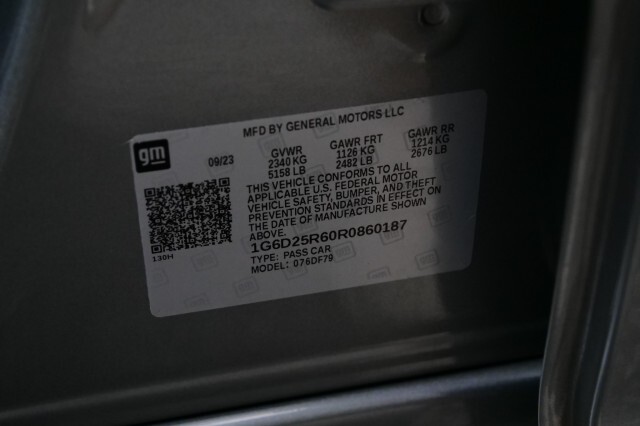 MFD BY GENERAL MOTORS LLC
gm
09/23 GVWR GAWR FRT GAWR RR
2340 KG 1126 KG 1214 KG
5158 LB 2482 LB 2676 LB
THIS VEHICLE CONFORMS TO ALL
APPLICABLE U.S. FEDERAL MOTOR
VEHICLE SAFETY, BUMPER, AND THEFT
PREVENTION STANDARDS IN EFFECT ON
THE DATE OF MANUFACTURE SHOWN
ABOVE.
1G6D25R60R0860187
TYPE: PASS CAR
MODEL: 076DF79
130H